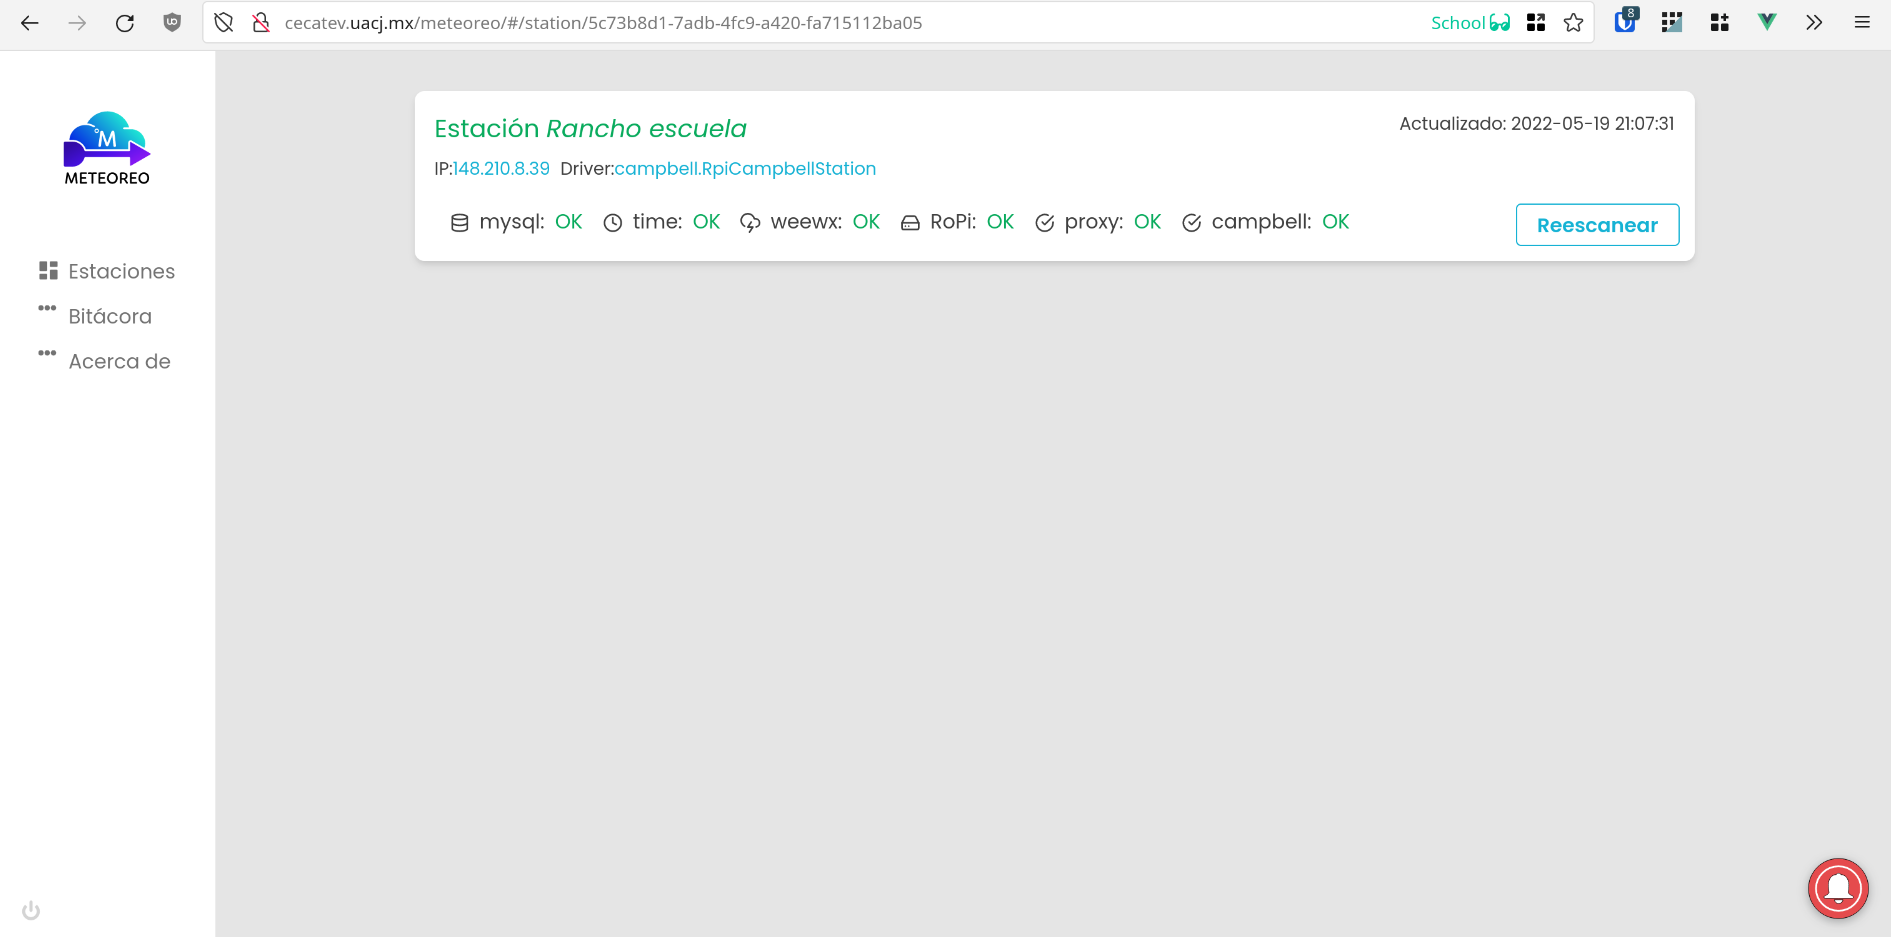 cecatev.uacj.mx/meteoreo/#/station/5c73b8d1-7adb-4fc9-a420-fa715112ba05
School
8
°M
METEOREO
Estaciones
Bitácora
Acerca de
Estación Rancho escuela
Actualizado: 2022-05-19 21:07:31
IP:148.210.8.39 Driver:campbell.RpiCampbellStation
mysql: OK time: OK weewx: OK RoPi: OK proxy: OK campbell: OK
Reescanear